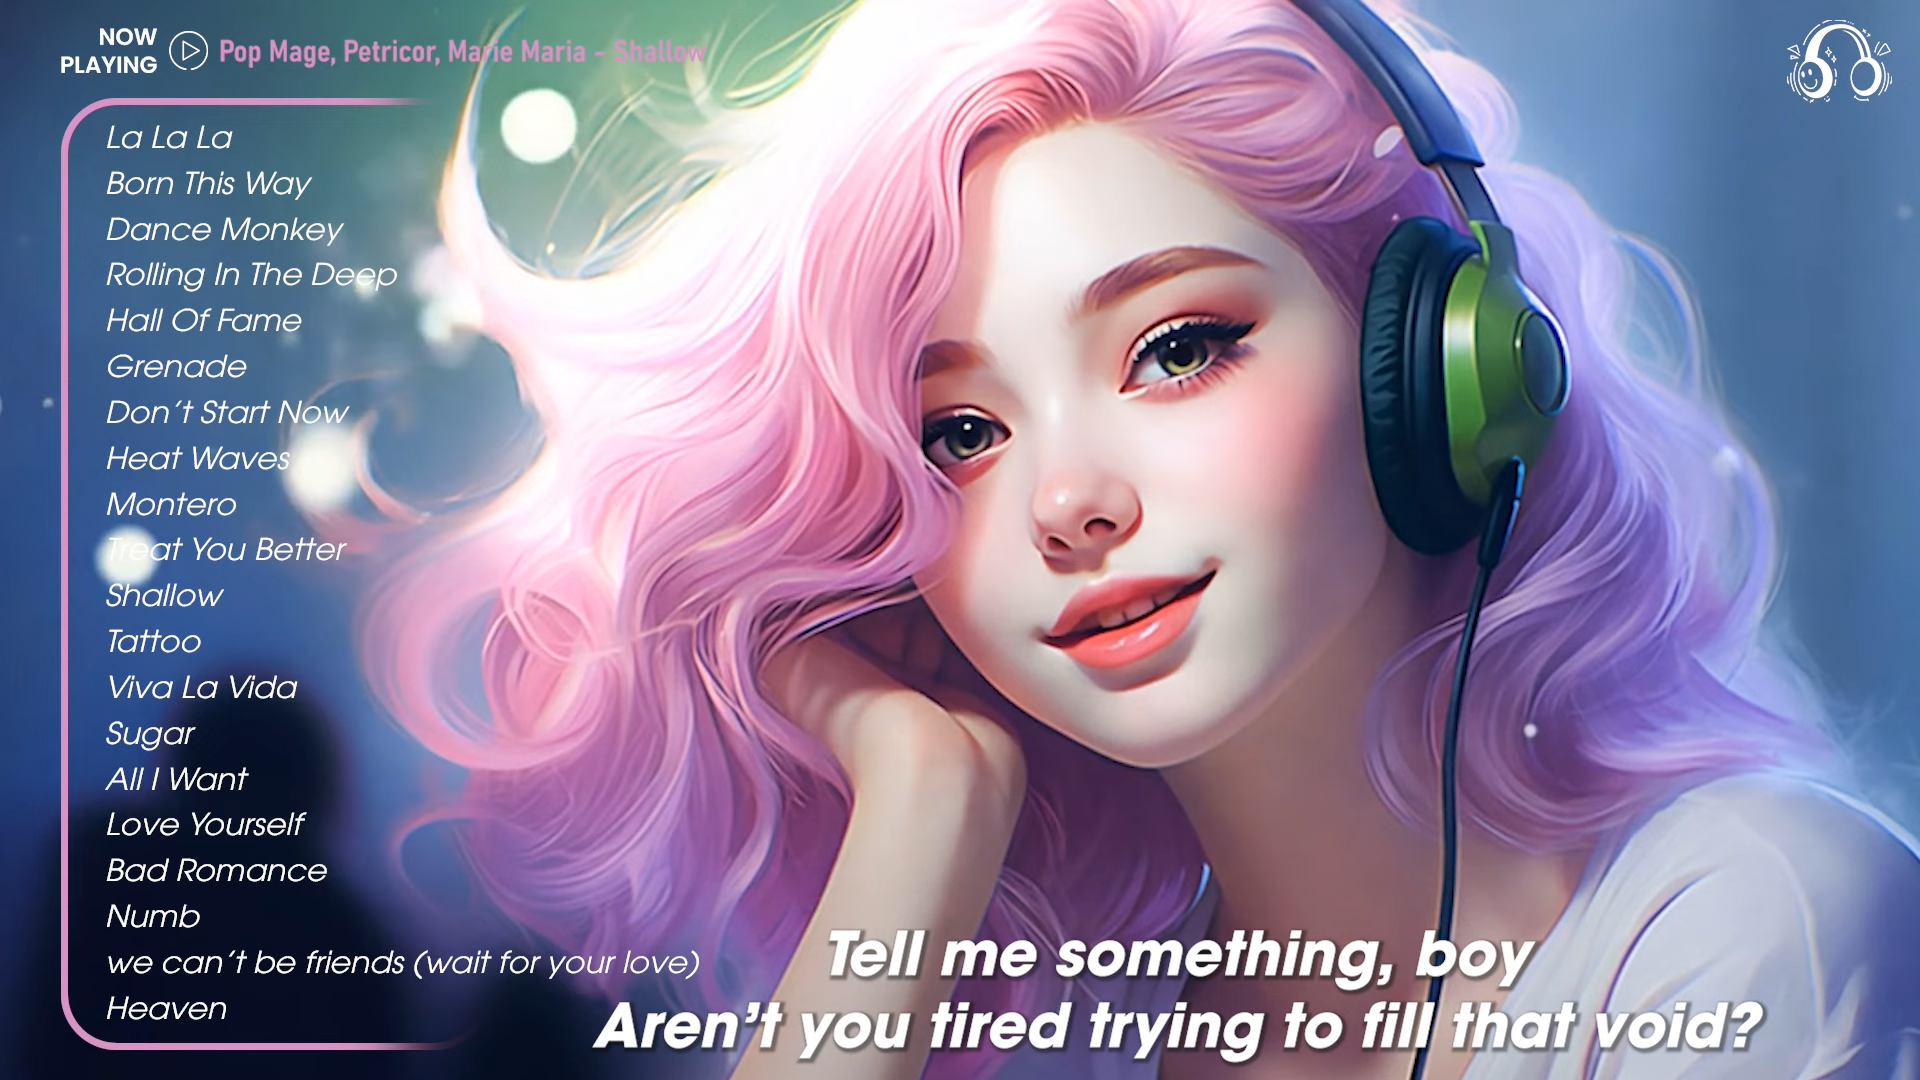 NOW
PLAYING
Pop Mage, Petricor, Marie Maria - Shallow
La La La
Born This Way
Dance Monkey
Rolling In The Deep
Hall Of Fame
Grenade
Don't Start Now
Heat Waves
Montero
Treat You Better
Shallow
Tattoo
Viva La Vida
Sugar
All I Want
Love Yourself
Bad Romance
Numb
we can't be friends (wait for your love)
Heaven
Tell me something, boy
Aren't you tired trying to fill that void?